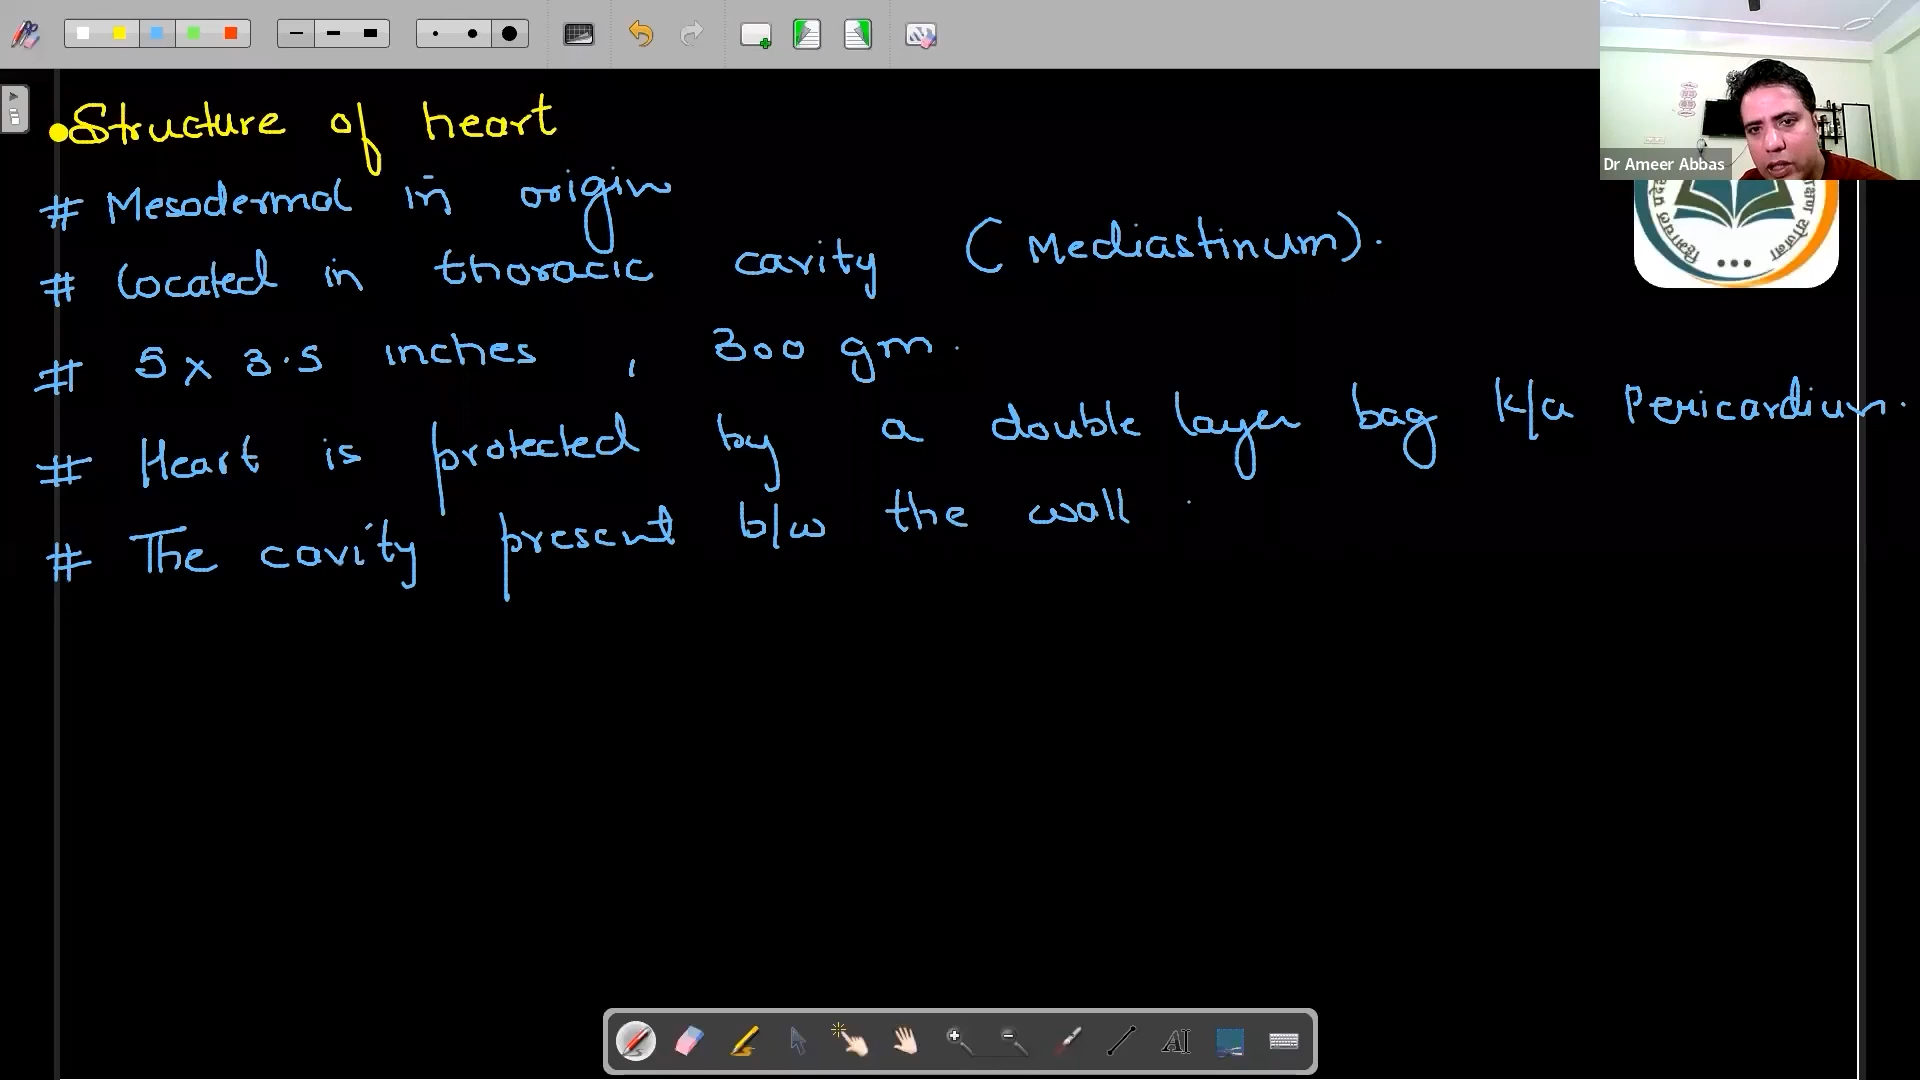 •Structure of heart
# Mesodermal in origin
# Located in thoracic cavity (Mediastinum).
# 5 x 3.5 inches , 300 gm.
# Heart is protected by a double layer bag k/a Pericardium.
# The cavity present b/w the wall
Dr Ameer Abbas
AI